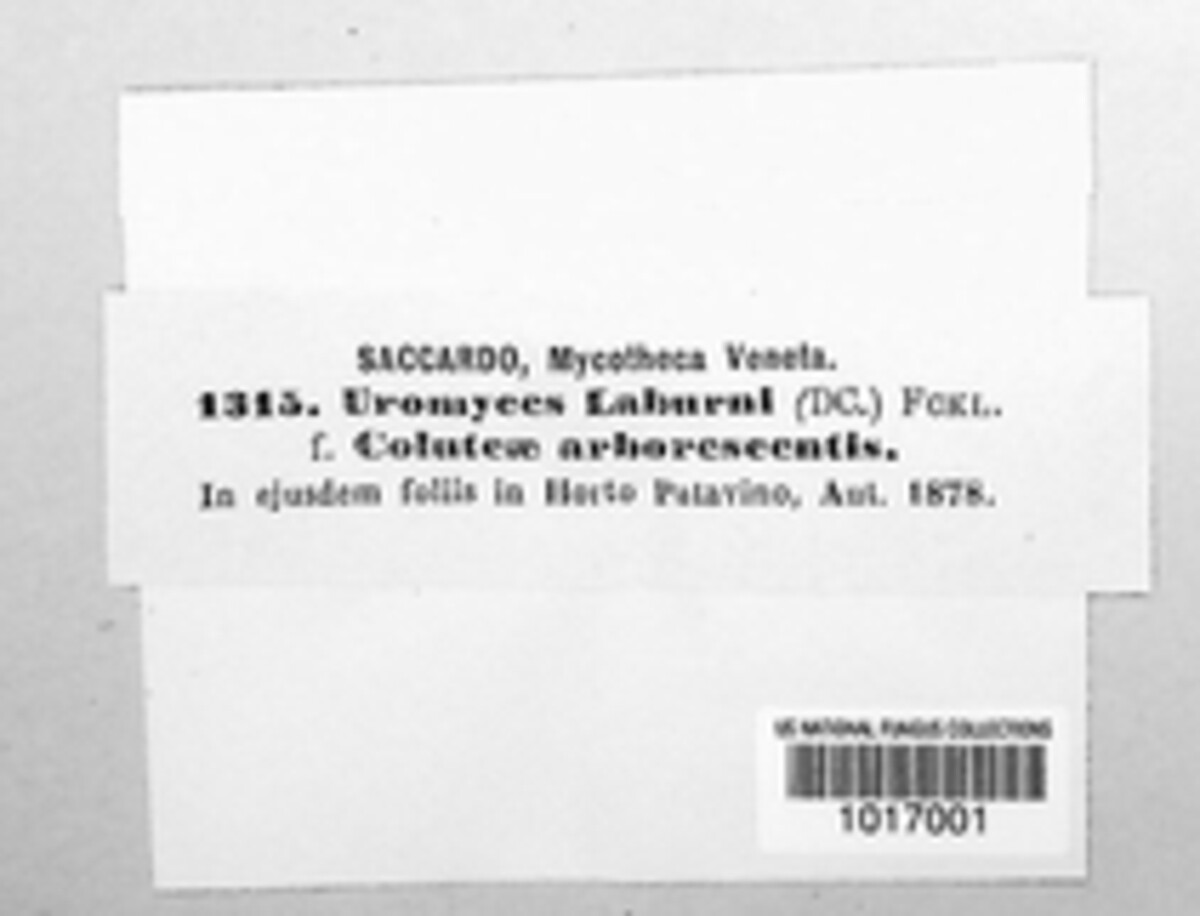 SACCARDO, Mycotheca Veneta.
1315. Uromyces Laburni (DC.) FCKL.
f. Coluteæ arborescentis.
In ejusdem foliis in Horto Patavino, Aut. 1878.
US NATIONAL FUNGUS COLLECTIONS
1017001